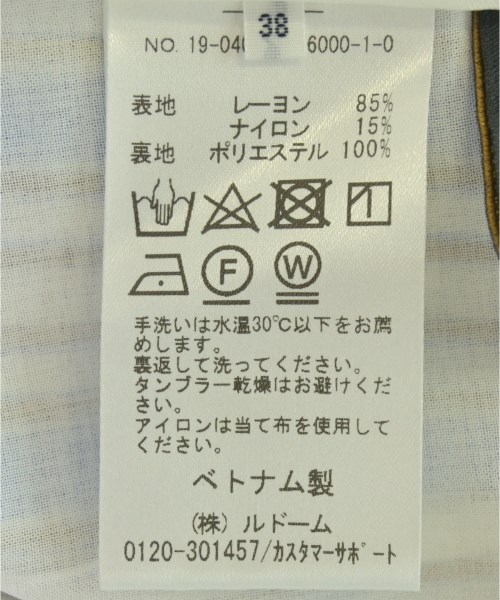 38
NO. 19-040 6000-1-0
表地 レーヨン 85%
ナイロン 15%
裏地 ポリエステル 100%
F W
手洗いは水温30℃以下をお薦
めします。
裏返して洗ってください。
タンブラー乾燥はお避けくだ
さい。
アイロンは当て布を使用して
ください。
ベトナム製
(株) ルドーム
0120-301457/カスタマーサポート